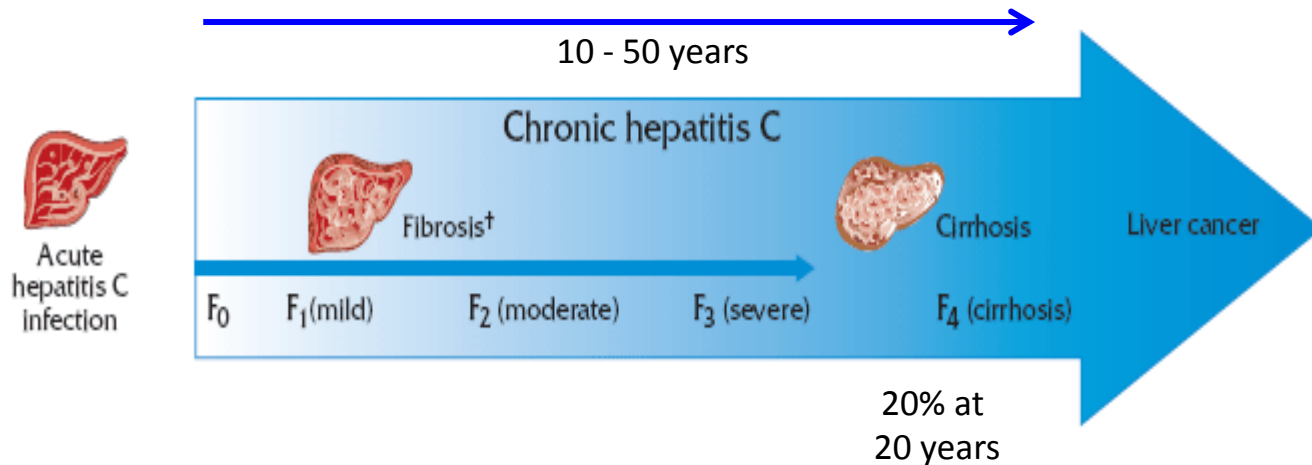 10 - 50 years
Chronic hepatitis C
Acute
hepatitis C
infection
Fibrosis†
Cirrhosis
Liver cancer
F0 F1(mild) F2 (moderate) F3 (severe) F4 (cirrhosis)
20% at
20 years